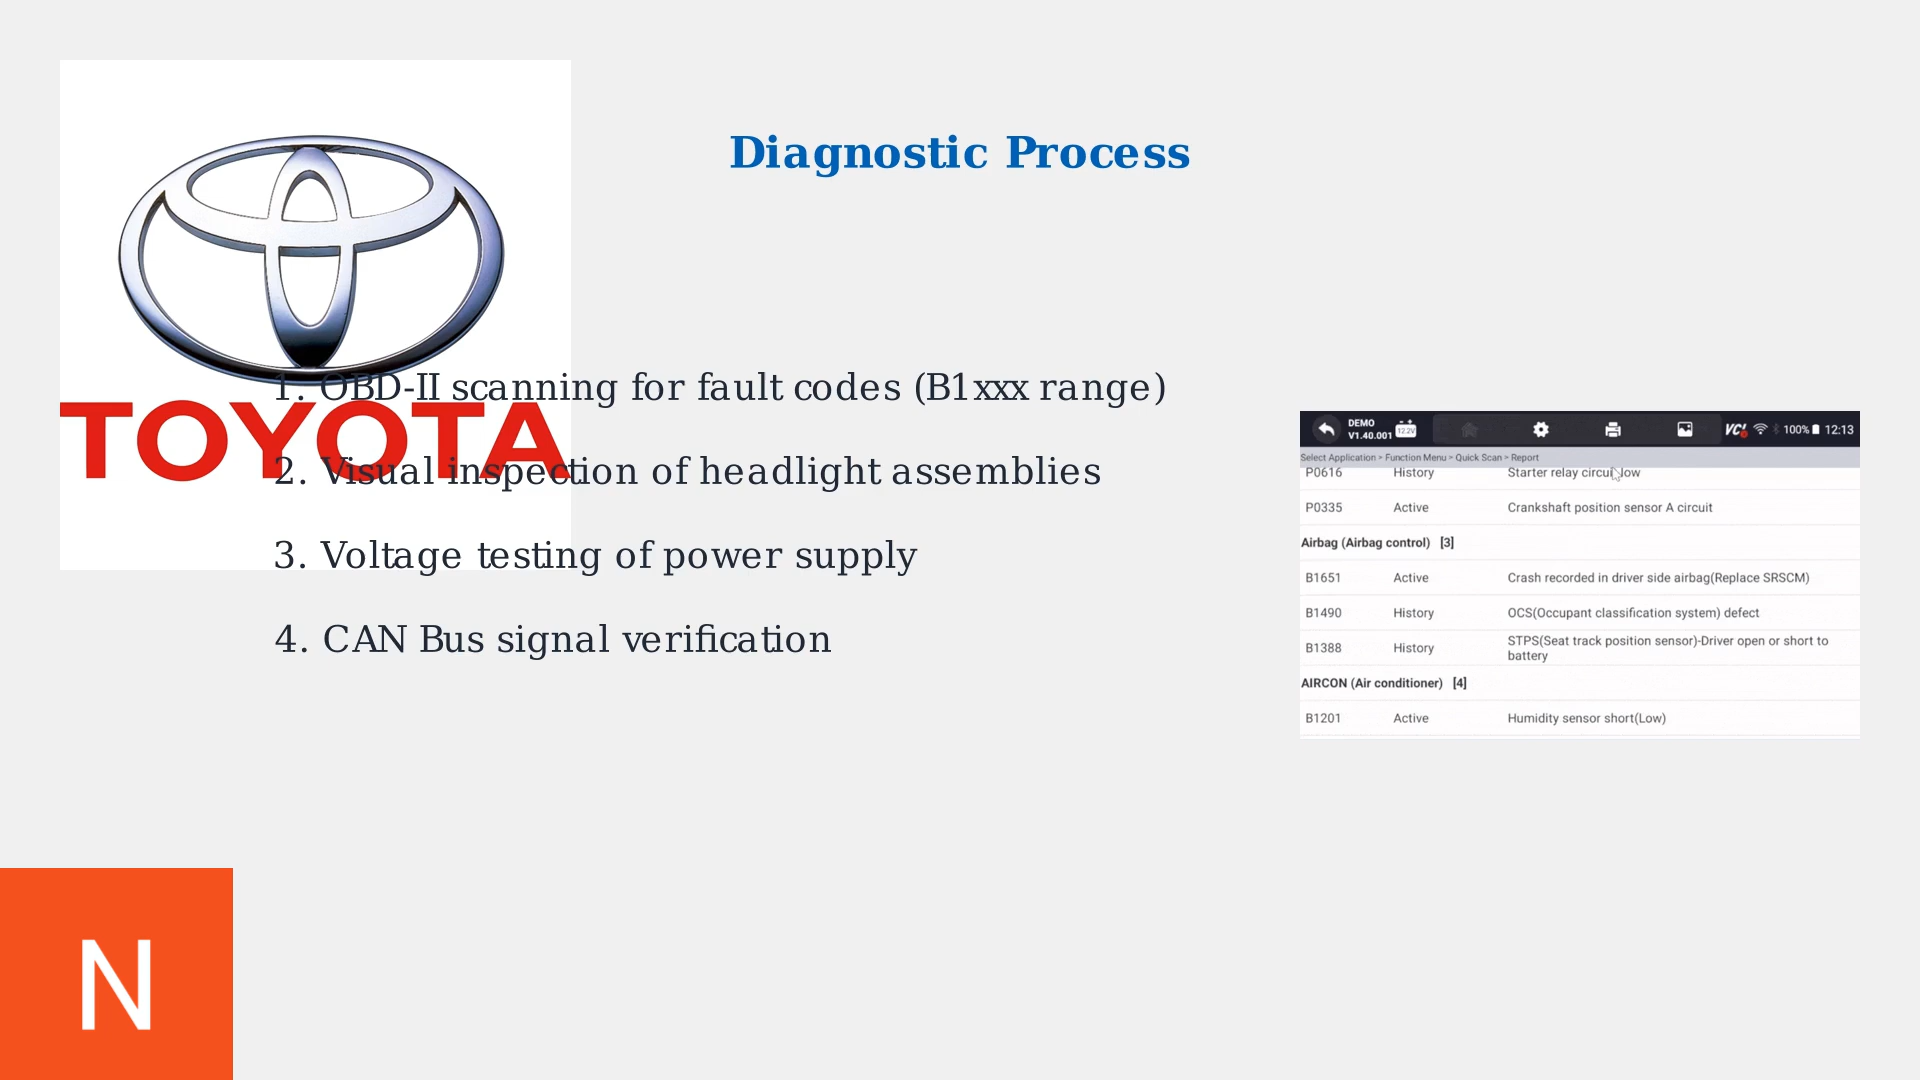 Diagnostic Process
TOYOTA
1. OBD-II scanning for fault codes (B1xxx range)
2. Visual inspection of headlight assemblies
3. Voltage testing of power supply
4. CAN Bus signal verification
DEMO
V1.40.001
12.2V
VCI
100%
12:13
Select Application > Function Menu > Quick Scan > Report
P0616 History Starter relay circuit low
P0335 Active Crankshaft position sensor A circuit
Airbag (Airbag control) [3]
B1651 Active Crash recorded in driver side airbag(Replace SRSCM)
B1490 History OCS(Occupant classification system) defect
B1388 History STPS(Seat track position sensor)-Driver open or short to
battery
AIRCON (Air conditioner) [4]
B1201 Active Humidity sensor short(Low)
N